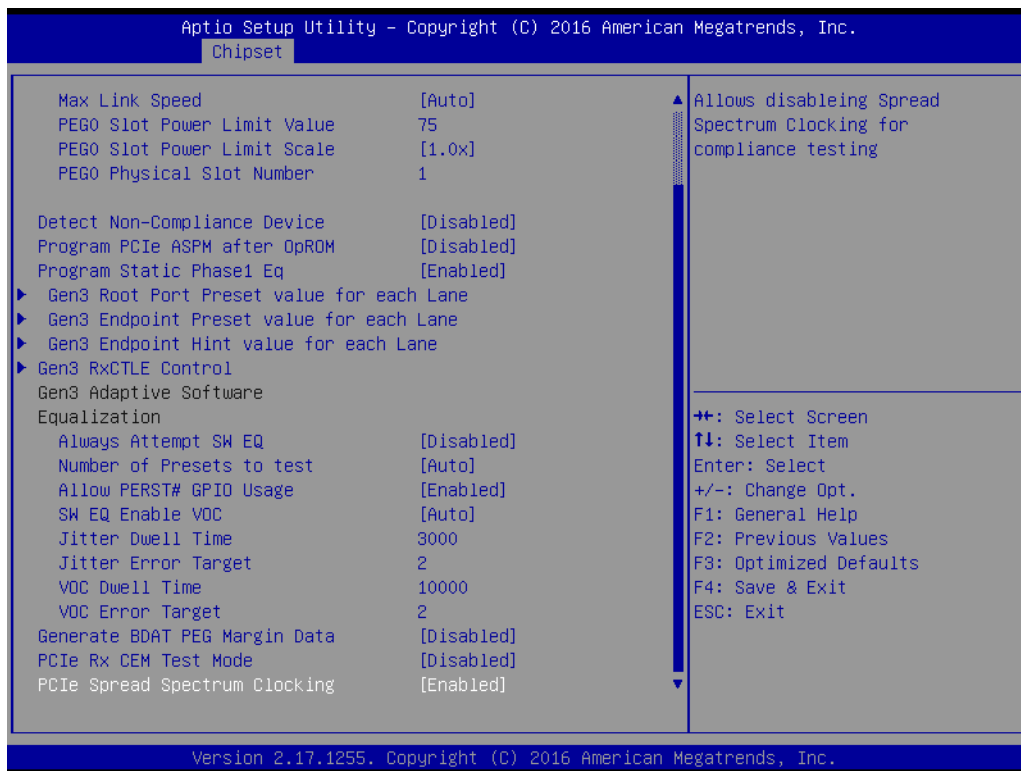 Aptio Setup Utility – Copyright (C) 2016 American Megatrends, Inc.
Chipset
Max Link Speed [Auto]
PEG0 Slot Power Limit Value 75
PEG0 Slot Power Limit Scale [1.0x]
PEG0 Physical Slot Number 1
Detect Non-Compliance Device [Disabled]
Program PCIe ASPM after OpROM [Disabled]
Program Static Phase1 Eq [Enabled]
Gen3 Root Port Preset value for each Lane
Gen3 Endpoint Preset value for each Lane
Gen3 Endpoint Hint value for each Lane
Gen3 RxCTLE Control
Gen3 Adaptive Software
Equalization
Always Attempt SW EQ [Disabled]
Number of Presets to test [Auto]
Allow PERST# GPIO Usage [Enabled]
SW EQ Enable VOC [Auto]
Jitter Dwell Time 3000
Jitter Error Target 2
VOC Dwell Time 10000
VOC Error Target 2
Generate BDAT PEG Margin Data [Disabled]
PCIe Rx CEM Test Mode [Disabled]
PCIe Spread Spectrum Clocking [Enabled]
Allows disableing Spread
Spectrum Clocking for
compliance testing
→←: Select Screen
↑↓: Select Item
Enter: Select
+/-: Change Opt.
F1: General Help
F2: Previous Values
F3: Optimized Defaults
F4: Save & Exit
ESC: Exit
Version 2.17.1255. Copyright (C) 2016 American Megatrends, Inc.